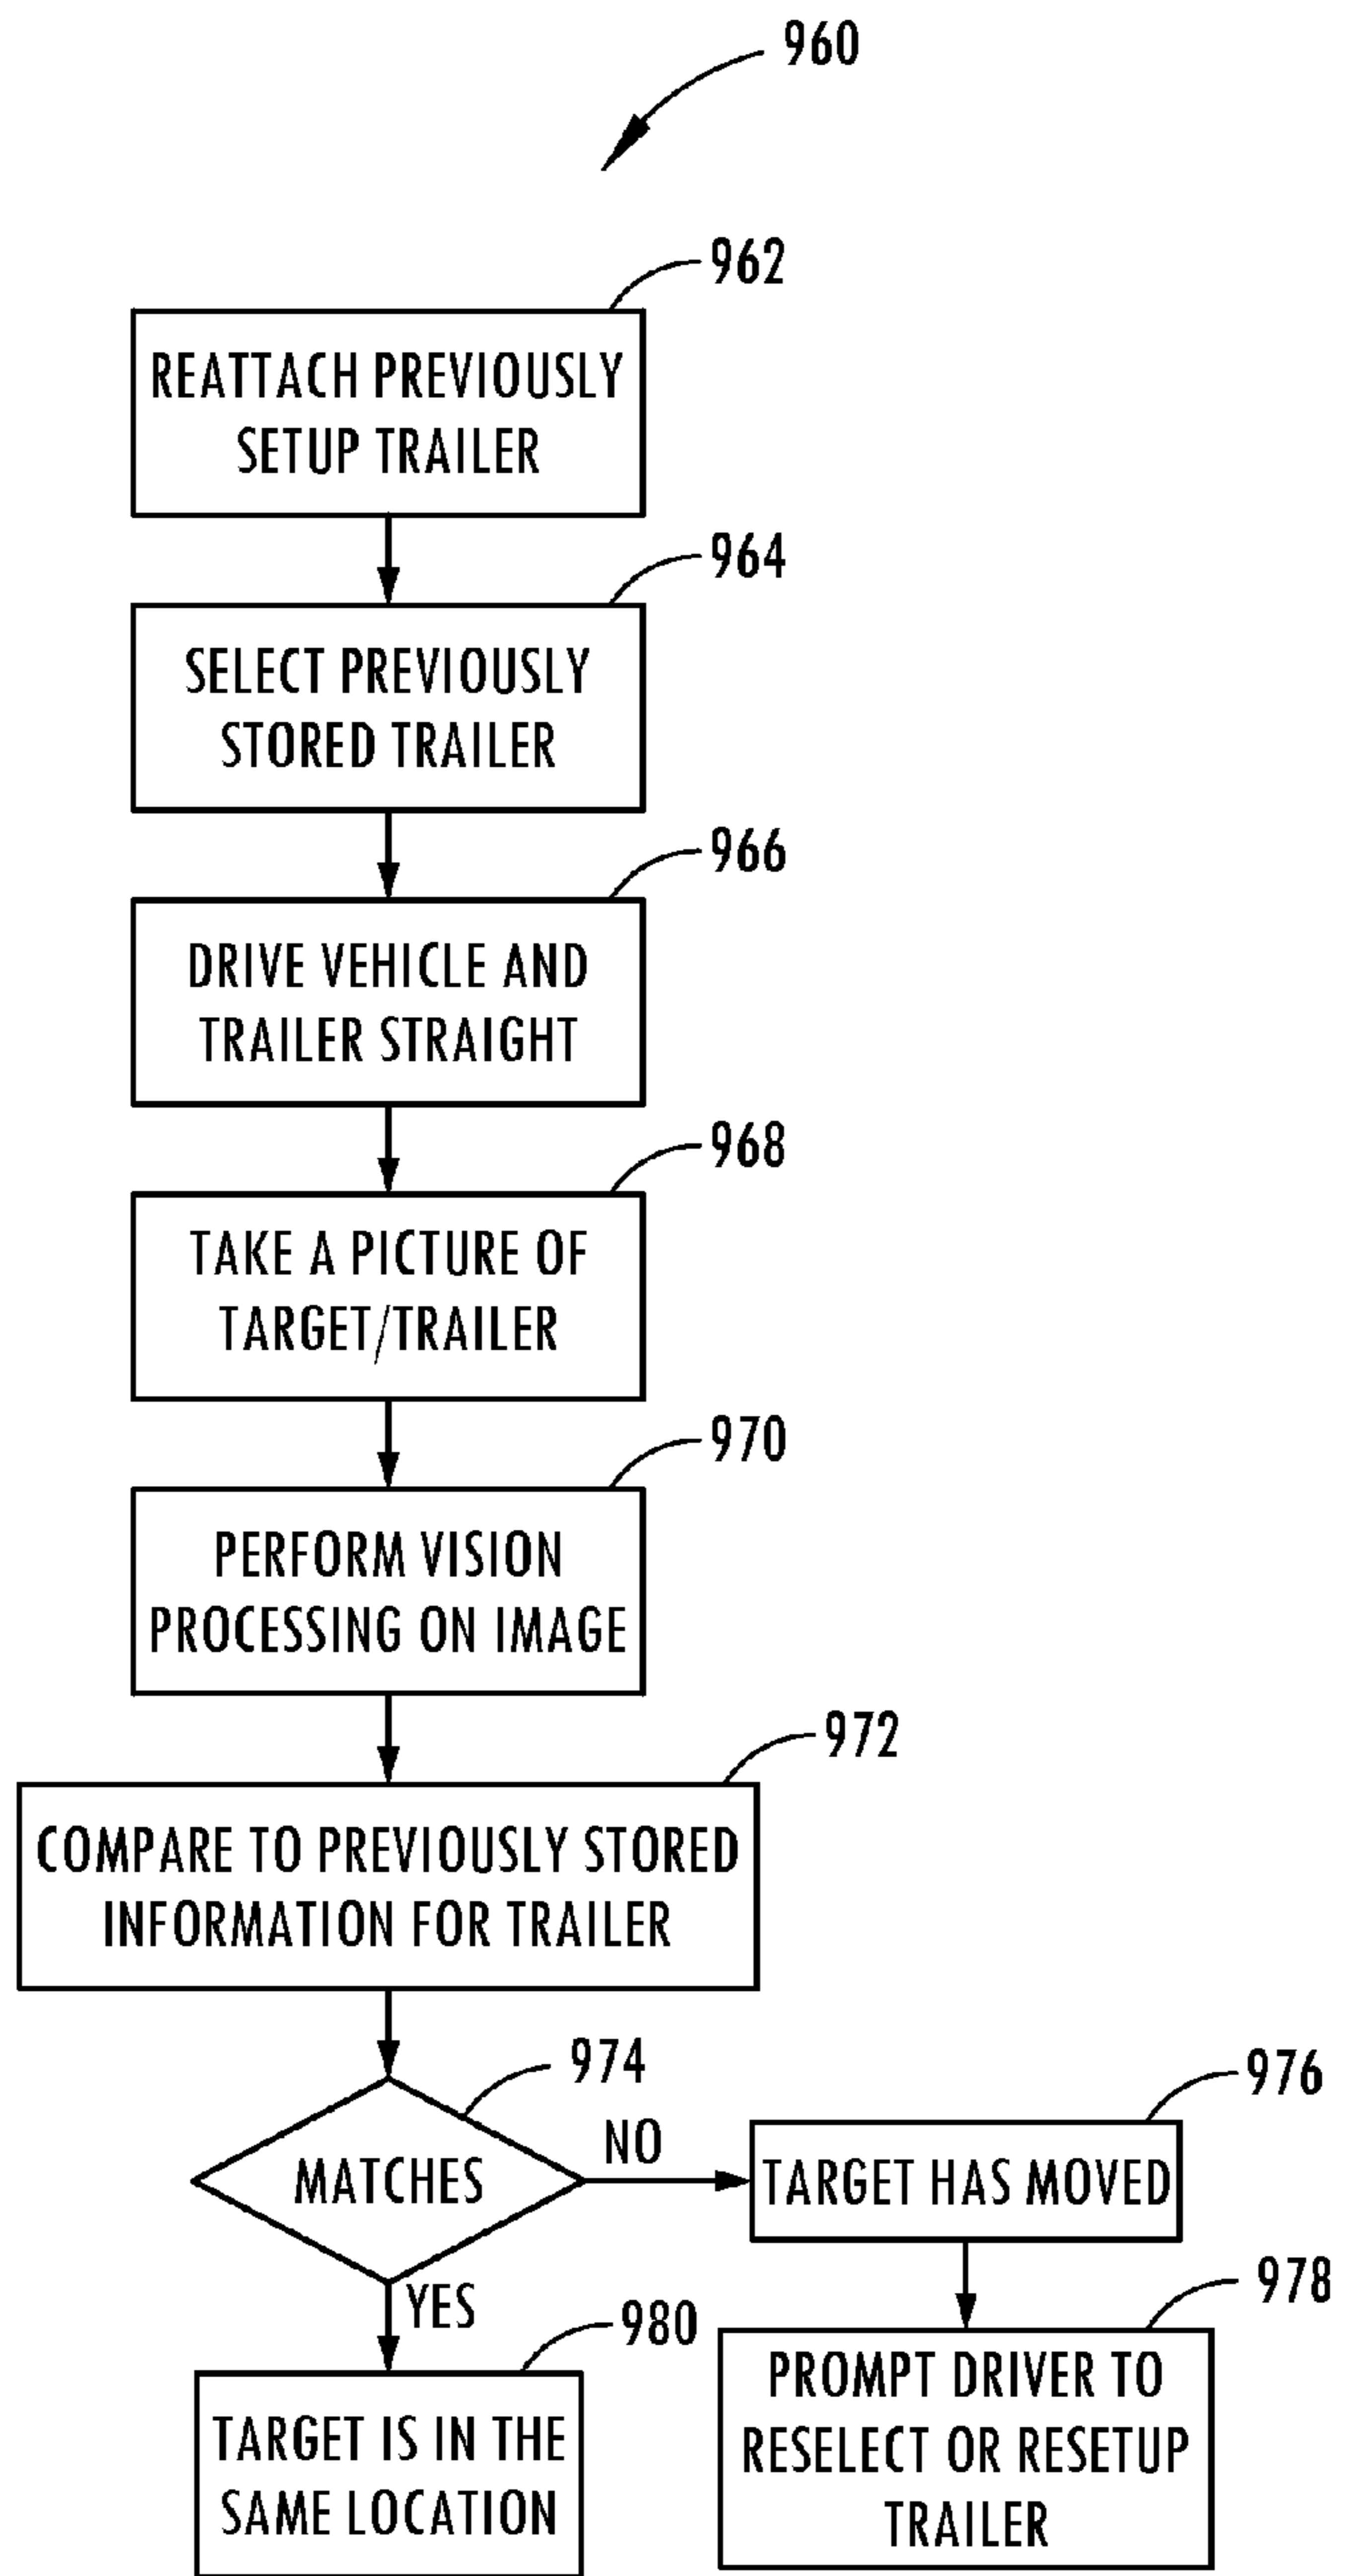 960
962
REATTACH PREVIOUSLY
SETUP TRAILER
964
SELECT PREVIOUSLY
STORED TRAILER
966
DRIVE VEHICLE AND
TRAILER STRAIGHT
968
TAKE A PICTURE OF
TARGET/TRAILER
970
PERFORM VISION
PROCESSING ON IMAGE
972
COMPARE TO PREVIOUSLY STORED
INFORMATION FOR TRAILER
974
MATCHES
NO
976
TARGET HAS MOVED
978
PROMPT DRIVER TO
RESELECT OR RESETUP
TRAILER
YES
980
TARGET IS IN THE
SAME LOCATION